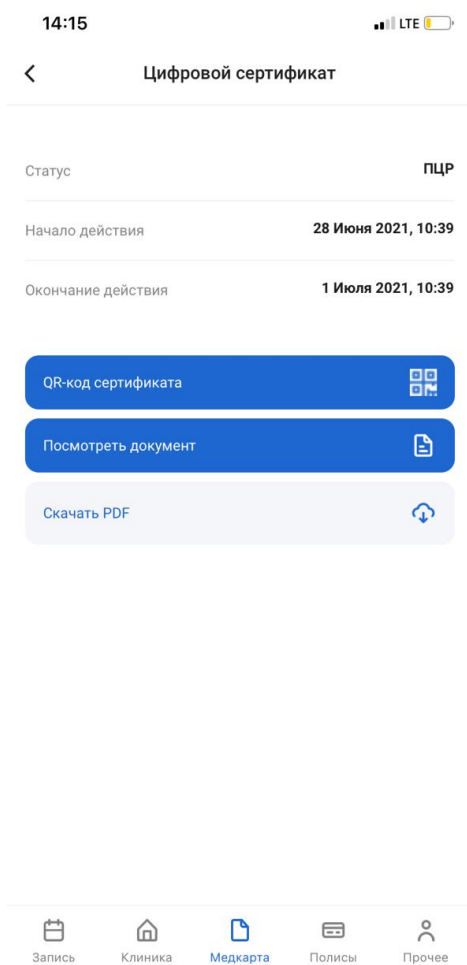 14:15 LTE
Цифровой сертификат
Статус ПЦР
Начало действия 28 Июня 2021, 10:39
Окончание действия 1 Июля 2021, 10:39
QR-код сертификата
Посмотреть документ
Скачать PDF
Запись Клиника Медкарта Полисы Прочее